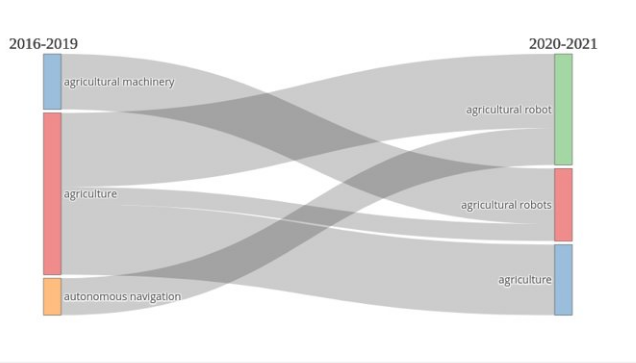 2016-2019
2020-2021
agricultural machinery
agricultural robot
agriculture
agricultural robots
agriculture
autonomous navigation